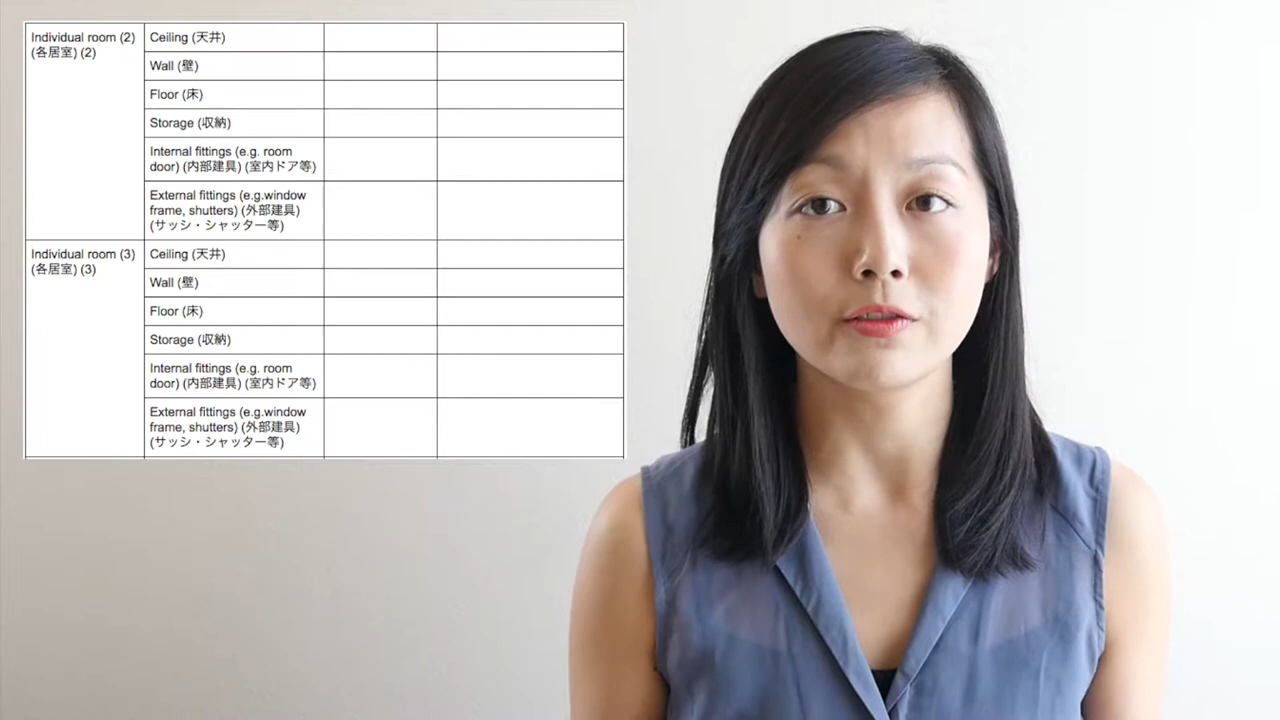 Individual room (2)
(各居室) (2)
Ceiling (天井)
Wall (壁)
Floor (床)
Storage (収納)
Internal fittings (e.g. room
door) (内部建具) (室内ドア等)
External fittings (e.g.window
frame, shutters) (外部建具)
(サッシ・シャッター等)
Individual room (3)
(各居室) (3)
Ceiling (天井)
Wall (壁)
Floor (床)
Storage (収納)
Internal fittings (e.g. room
door) (内部建具) (室内ドア等)
External fittings (e.g.window
frame, shutters) (外部建具)
(サッシ・シャッター等)